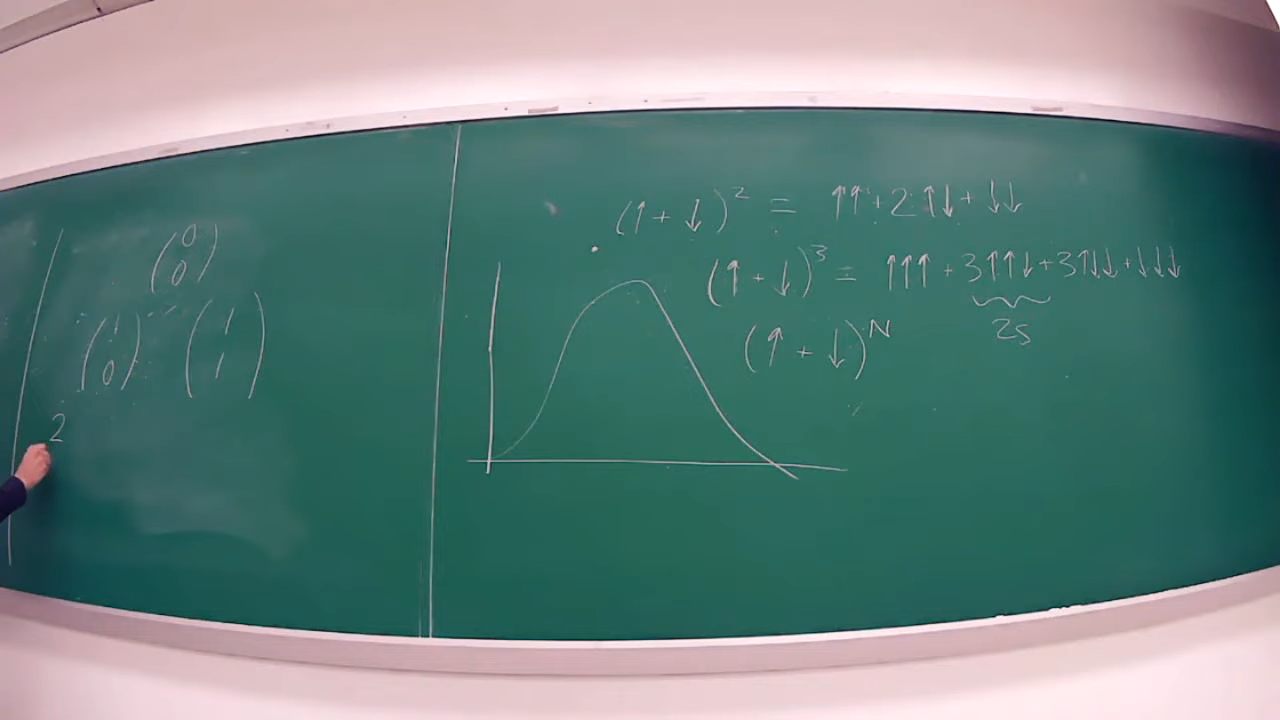 (0 0)
(1 0) (1 1)
2
(↑ + ↓)² = ↑↑ + 2↑↓ + ↓↓
(↑ + ↓)³ = ↑↑↑ + 3↑↑↓ + 3↑↓↓ + ↓↓↓
2s
(↑ + ↓)ᴺ